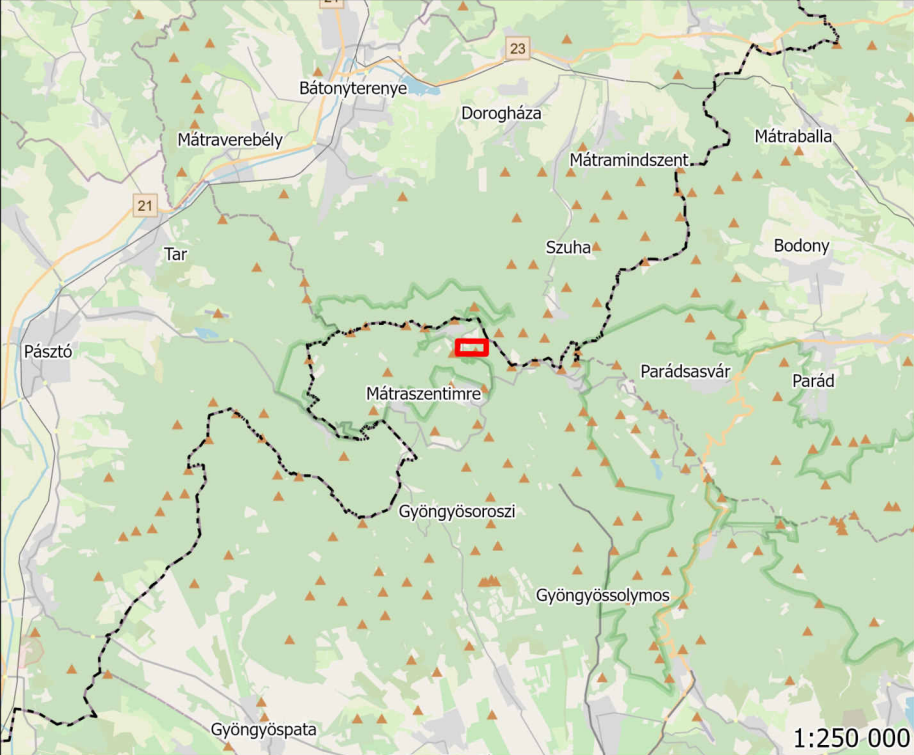 21
23
Bátonyterenye
Dorogháza
Mátraverebély
Mátraballa
Mátramindszent
21
Tar
Szuha
Bodony
Pásztó
Parádsasvár
Parád
Mátraszentimre
Gyöngyösoroszi
Gyöngyössolymos
Gyöngyöspata
1:250 000